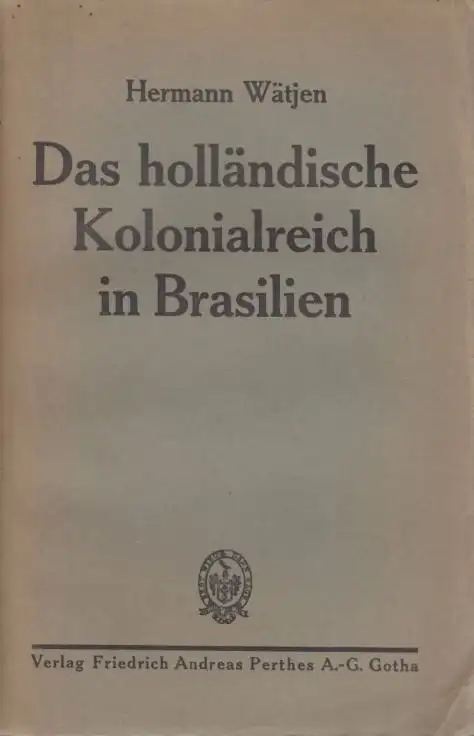 Hermann Wätjen
Das holländische
Kolonialreich
in Brasilien
Verlag Friedrich Andreas Perthes A.-G. Gotha